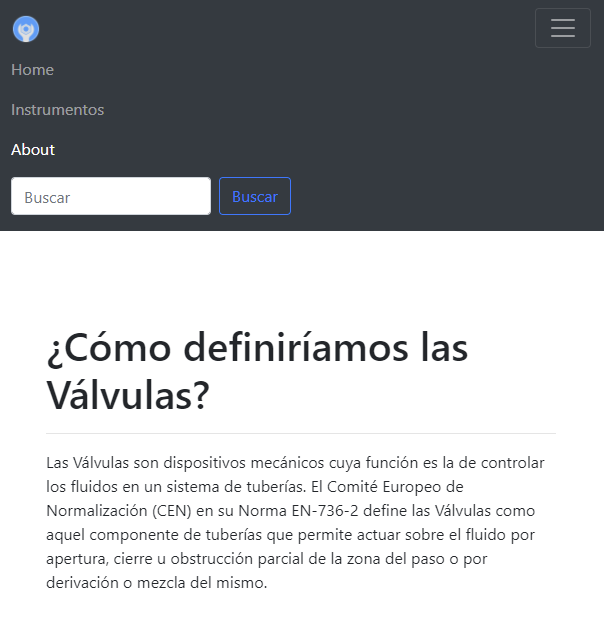 Home
Instrumentos
About
Buscar
Buscar
¿Cómo definiríamos las
Válvulas?
Las Válvulas son dispositivos mecánicos cuya función es la de controlar
los fluidos en un sistema de tuberías. El Comité Europeo de
Normalización (CEN) en su Norma EN-736-2 define las Válvulas como
aquel componente de tuberías que permite actuar sobre el fluido por
apertura, cierre u obstrucción parcial de la zona del paso o por
derivación o mezcla del mismo.